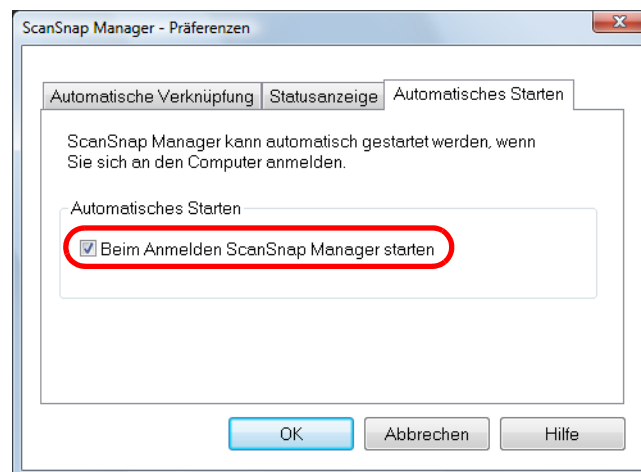 ScanSnap Manager - Präferenzen
Automatische Verknüpfung Statusanzeige Automatisches Starten
ScanSnap Manager kann automatisch gestartet werden, wenn
Sie sich an den Computer anmelden.
Automatisches Starten
Beim Anmelden ScanSnap Manager starten
OK Abbrechen Hilfe